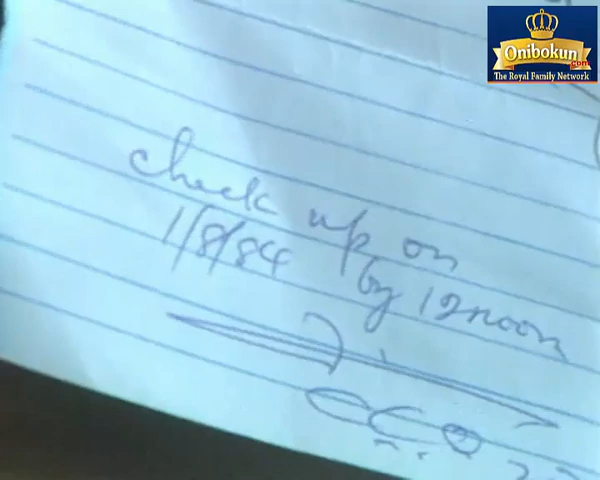 Onibokun.com
The Royal Family Network
check up on
1/8/84 by 12noon